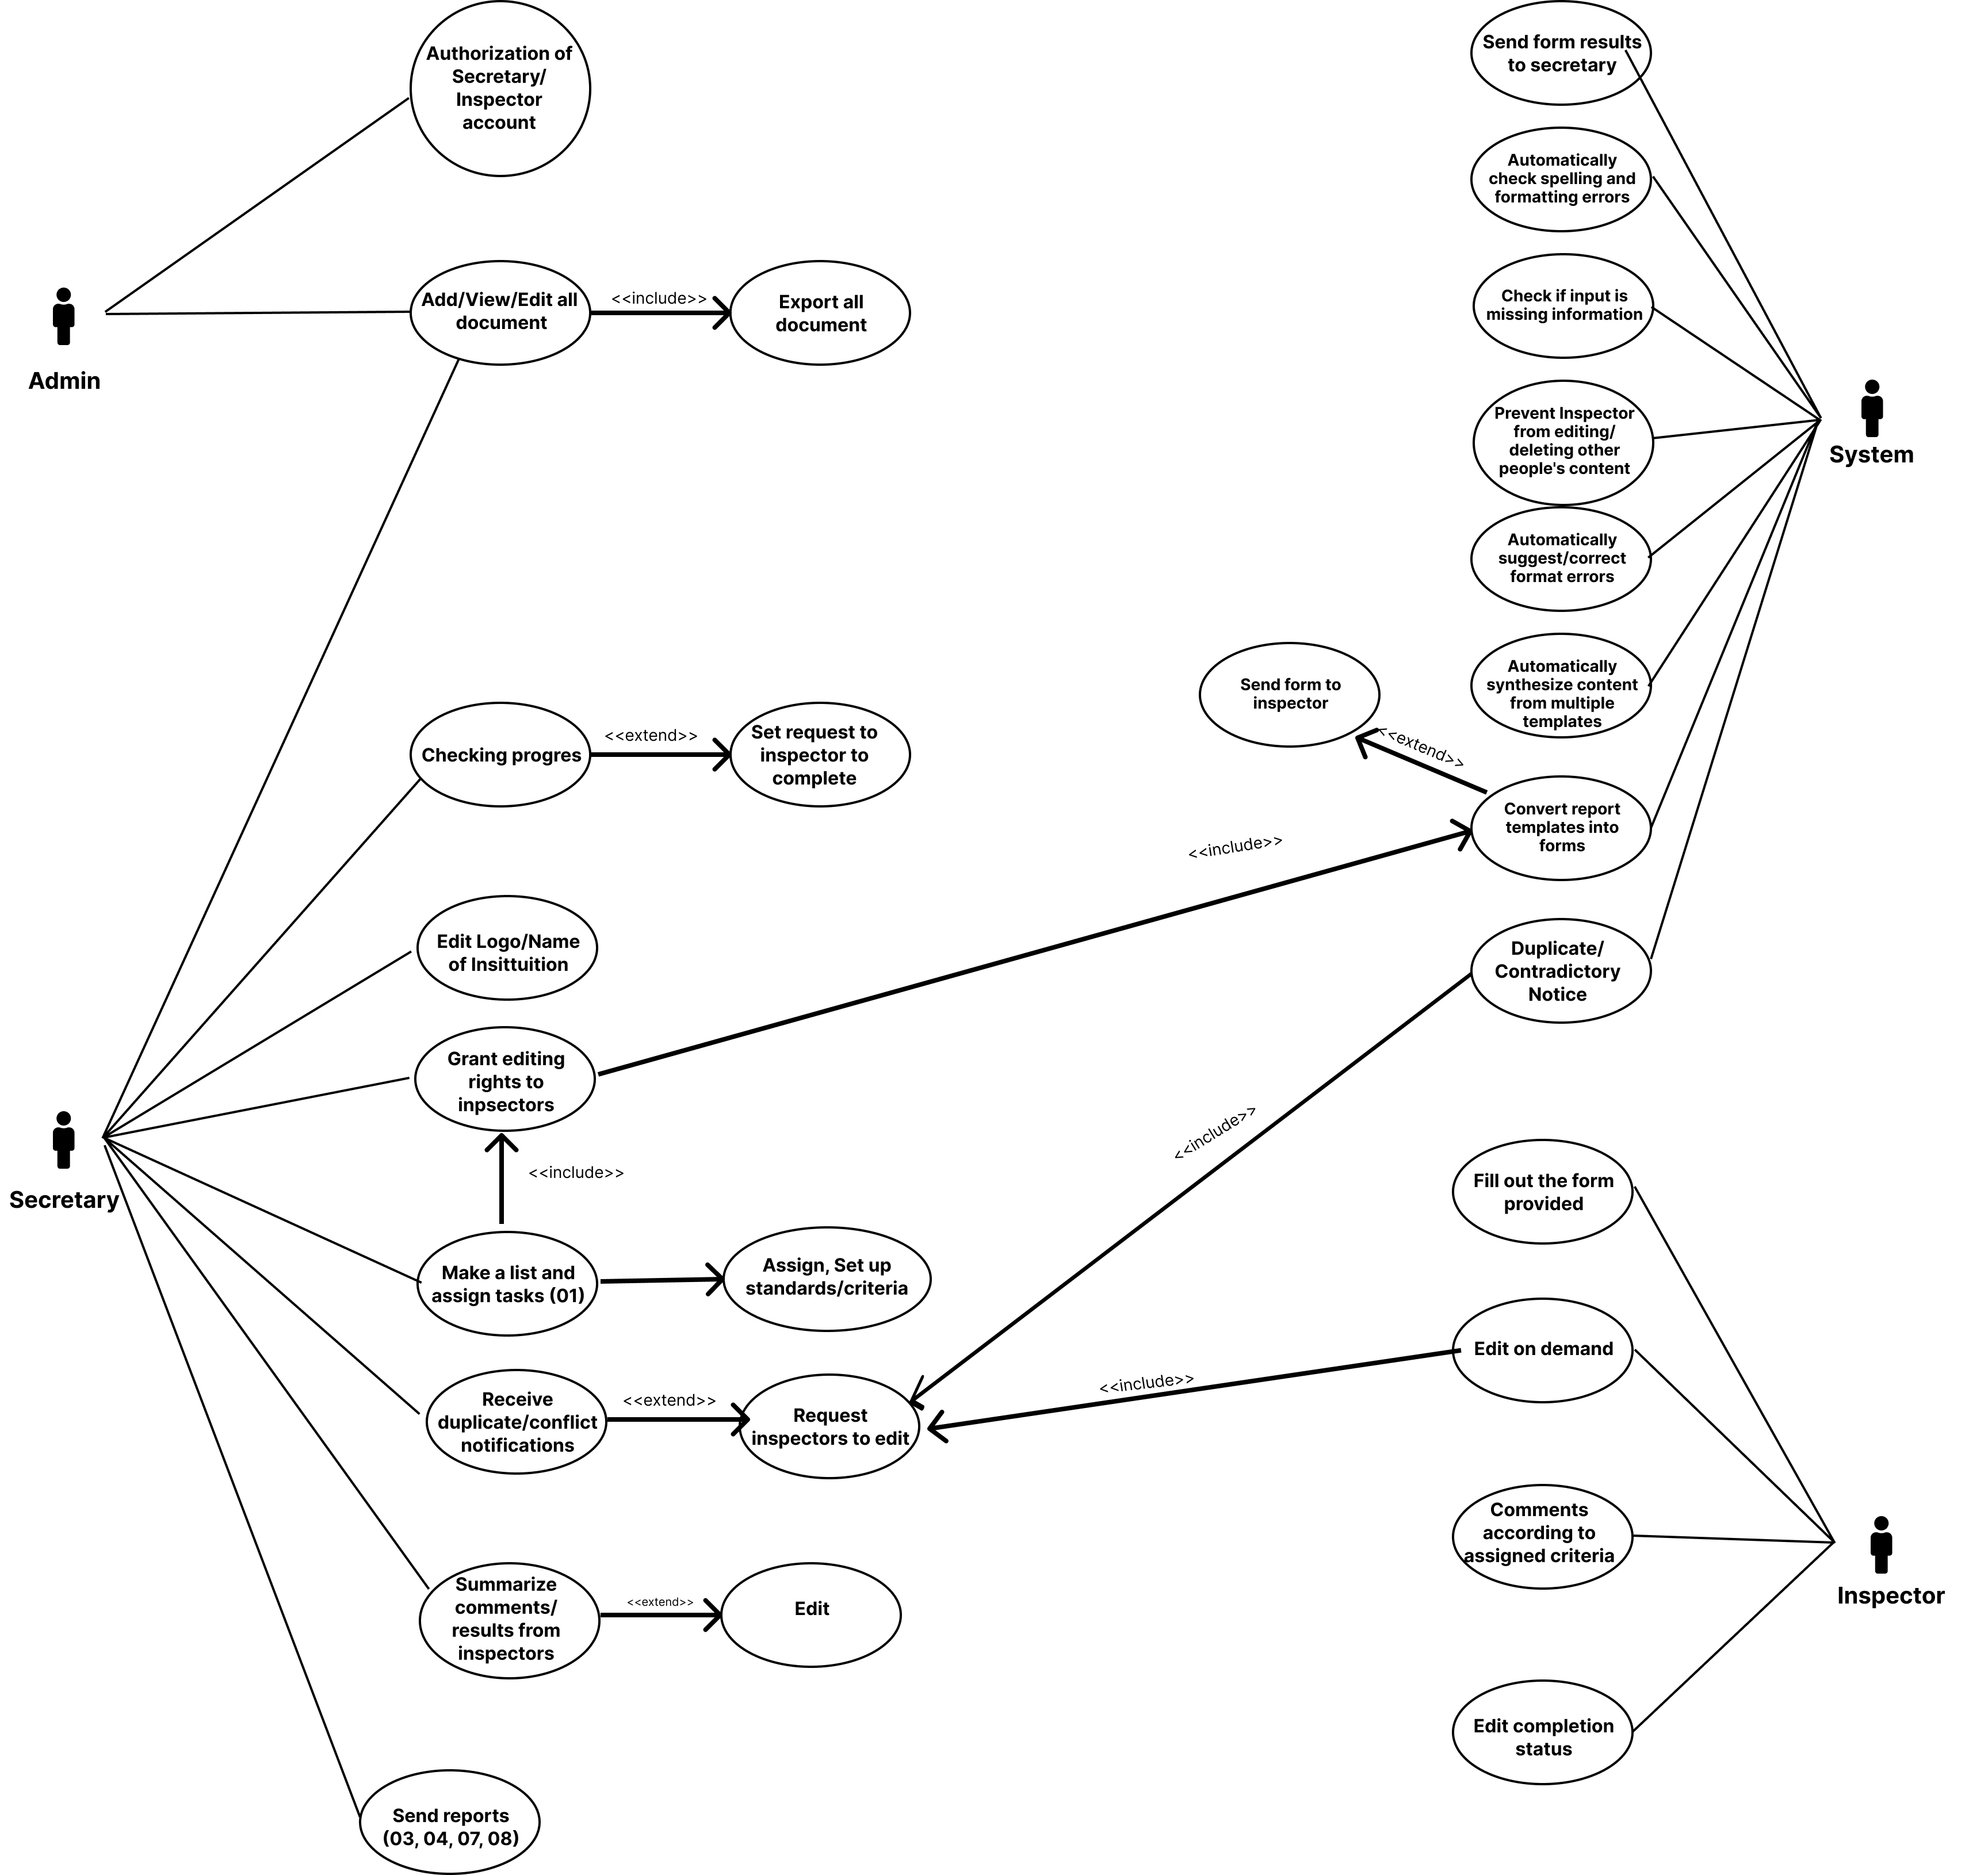 Authorization of
Secretary/
Inspector
account
Add/View/Edit all
document
<<include>>
Export all
document
Admin
Checking progres
<<extend>>
Set request to
inspector to
complete
Edit Logo/Name
of Insittuition
Grant editing
rights to
inpsectors
<<include>>
Secretary
Make a list and
assign tasks (01)
Assign, Set up
standards/criteria
Receive
duplicate/conflict
notifications
<<extend>>
Request
inspectors to edit
Summarize
comments/
results from
inspectors
<<extend>>
Edit
Send reports
(03, 04, 07, 08)
Send form results
to secretary
Automatically
check spelling and
formatting errors
Check if input is
missing information
Prevent Inspector
from editing/
deleting other
people's content
System
Automatically
suggest/correct
format errors
Automatically
synthesize content
from multiple
templates
Send form to
inspector
<<extend>>
Convert report
templates into
forms
<<include>>
Duplicate/
Contradictory
Notice
<<include>>
Fill out the form
provided
Edit on demand
<<include>>
Comments
according to
assigned criteria
Inspector
Edit completion
status